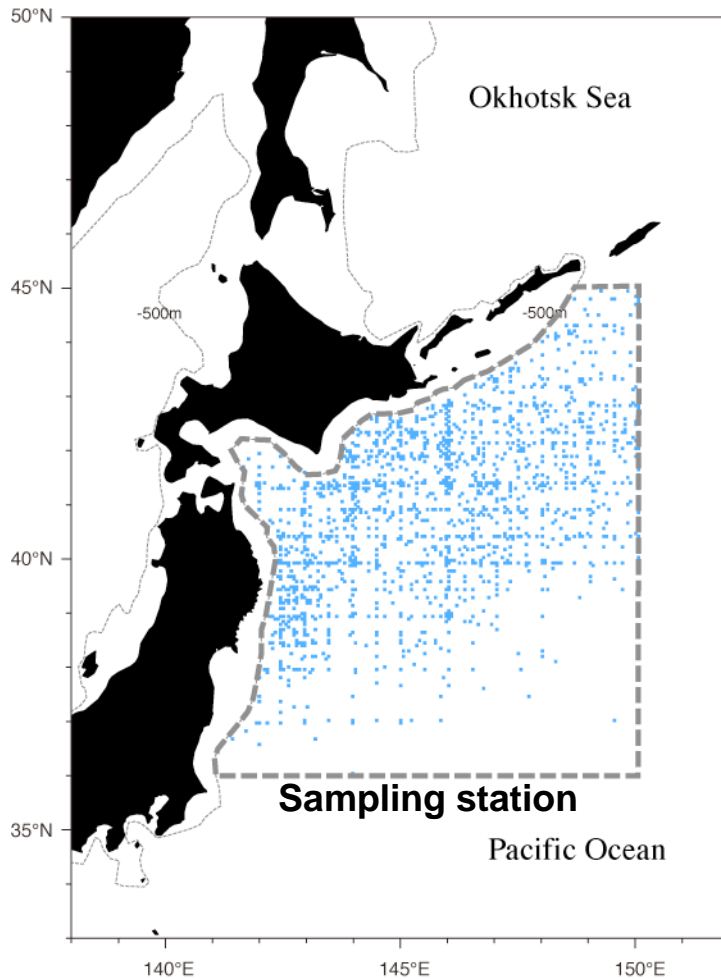 50°N
Okhotsk Sea
45°N
-500m
-500m
40°N
Sampling station
35°N
Pacific Ocean
140°E
145°E
150°E